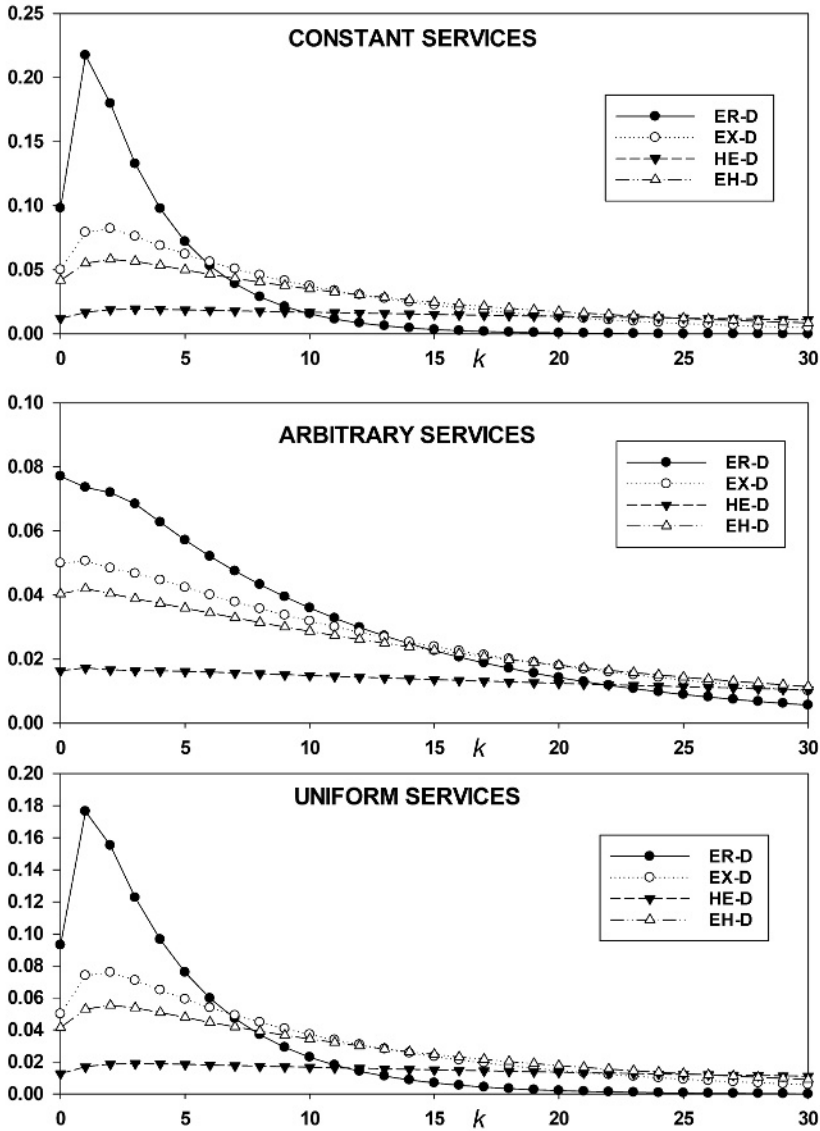 CONSTANT SERVICES
0.25
0.20
0.15
0.10
0.05
0.00
ER-D
EX-D
HE-D
EH-D
0 5 10 15 20 25 30
k
ARBITRARY SERVICES
0.10
0.08
0.06
0.04
0.02
0.00
ER-D
EX-D
HE-D
EH-D
0 5 10 15 20 25 30
k
UNIFORM SERVICES
0.20
0.18
0.16
0.14
0.12
0.10
0.08
0.06
0.04
0.02
0.00
ER-D
EX-D
HE-D
EH-D
0 5 10 15 20 25 30
k